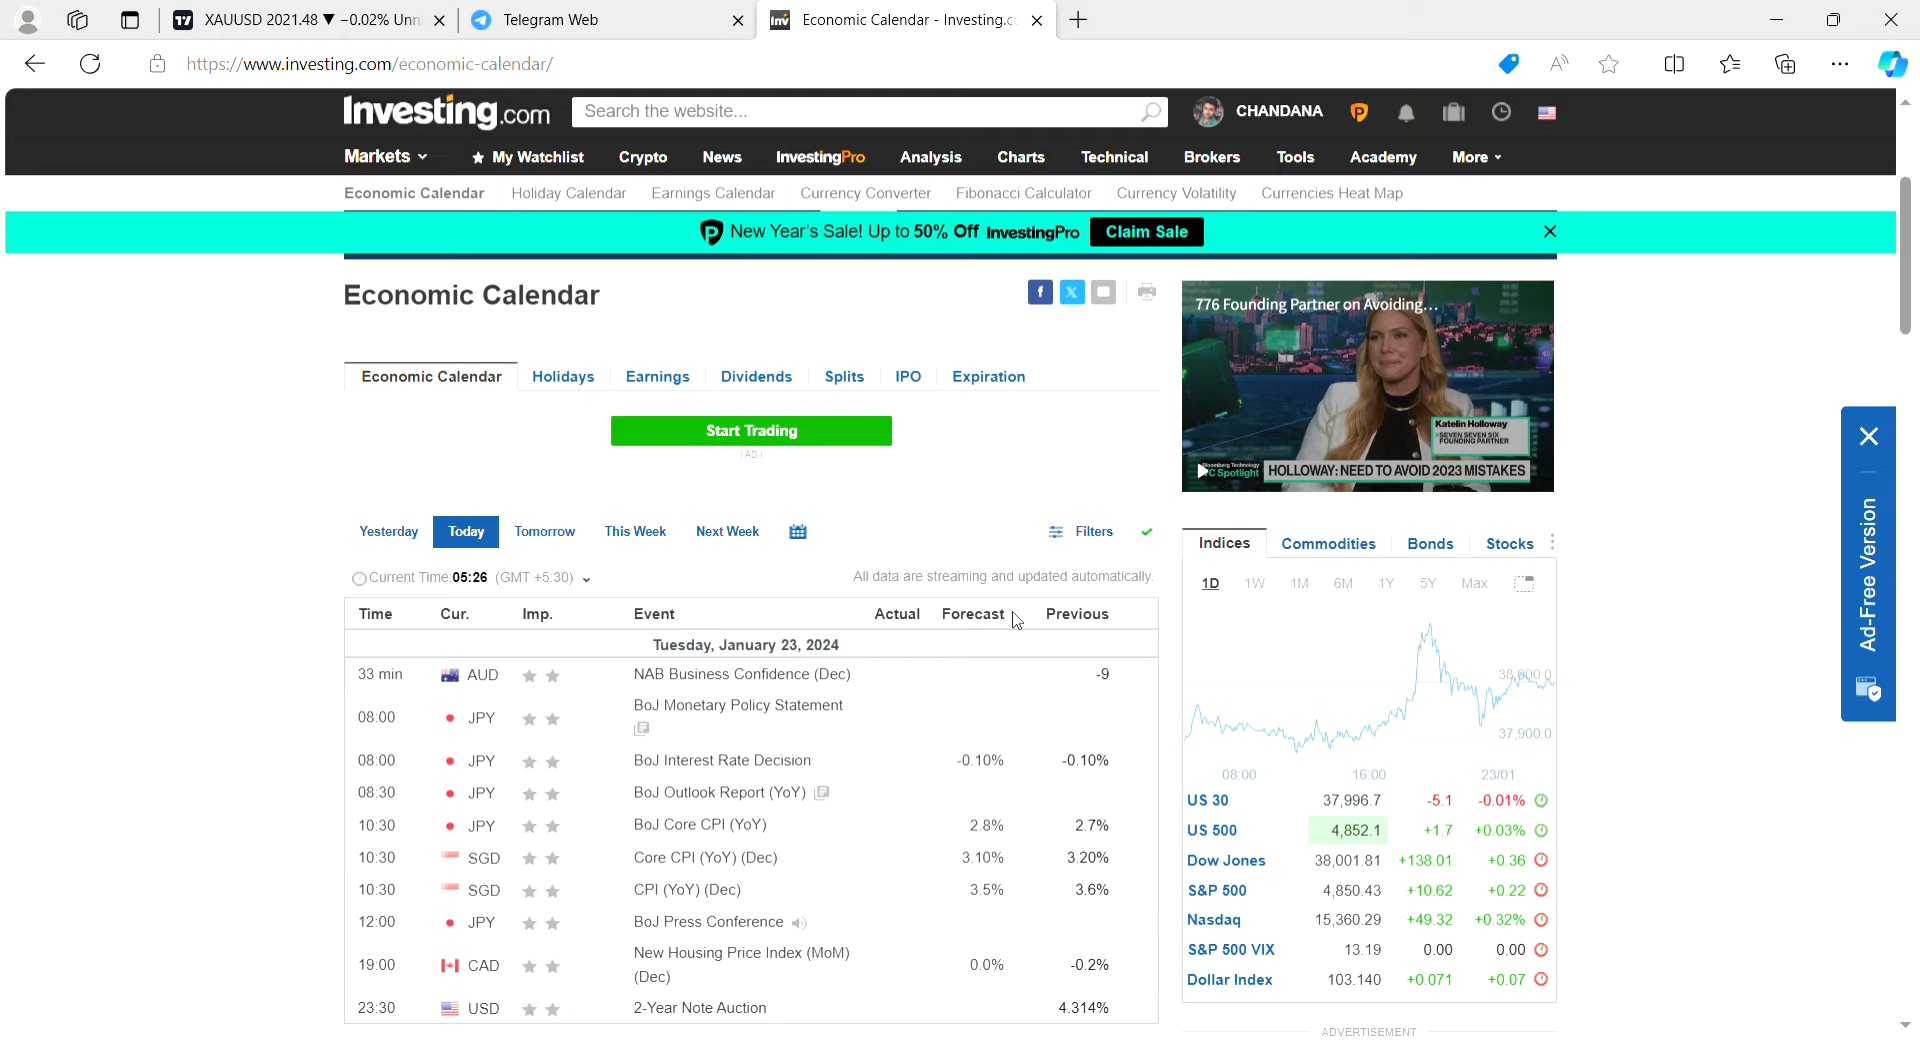 XAUUSD 2021.48 ▼ −0.02% Unn
Telegram Web
Economic Calendar - Investing.c
https://www.investing.com/economic-calendar/
Investing.com
Search the website...
CHANDANA
Markets
My Watchlist
Crypto
News
InvestingPro
Analysis
Charts
Technical
Brokers
Tools
Academy
More
Economic Calendar
Holiday Calendar
Earnings Calendar
Currency Converter
Fibonacci Calculator
Currency Volatility
Currencies Heat Map
New Year's Sale! Up to 50% Off InvestingPro
Claim Sale
Economic Calendar
776 Founding Partner on Avoiding...
Katelin Holloway
SEVEN SEVEN SIX
FOUNDING PARTNER
Bloomberg Technology
VC Spotlight
HOLLOWAY: NEED TO AVOID 2023 MISTAKES
Economic Calendar
Holidays
Earnings
Dividends
Splits
IPO
Expiration
Start Trading
| AD |
Yesterday
Today
Tomorrow
This Week
Next Week
Filters
Current Time 05:26 (GMT +5:30)
All data are streaming and updated automatically.
Time Cur. Imp. Event Actual Forecast Previous
Tuesday, January 23, 2024
33 min AUD NAB Business Confidence (Dec) -9
08:00 JPY BoJ Monetary Policy Statement
08:00 JPY BoJ Interest Rate Decision -0.10% -0.10%
08:30 JPY BoJ Outlook Report (YoY)
10:30 JPY BoJ Core CPI (YoY) 2.8% 2.7%
10:30 SGD Core CPI (YoY) (Dec) 3.10% 3.20%
10:30 SGD CPI (YoY) (Dec) 3.5% 3.6%
12:00 JPY BoJ Press Conference
19:00 CAD New Housing Price Index (MoM)
(Dec) 0.0% -0.2%
23:30 USD 2-Year Note Auction 4.314%
Indices
Commodities
Bonds
Stocks
1D 1W 1M 6M 1Y 5Y Max
38,000.0
37,900.0
08:00 16:00 23/01
US 30 37,996.7 -5.1 -0.01%
US 500 4,852.1 +1.7 +0.03%
Dow Jones 38,001.81 +138.01 +0.36
S&P 500 4,850.43 +10.62 +0.22
Nasdaq 15,360.29 +49.32 +0.32%
S&P 500 VIX 13.19 0.00 0.00
Dollar Index 103.140 +0.071 +0.07
ADVERTISEMENT
Ad-Free Version